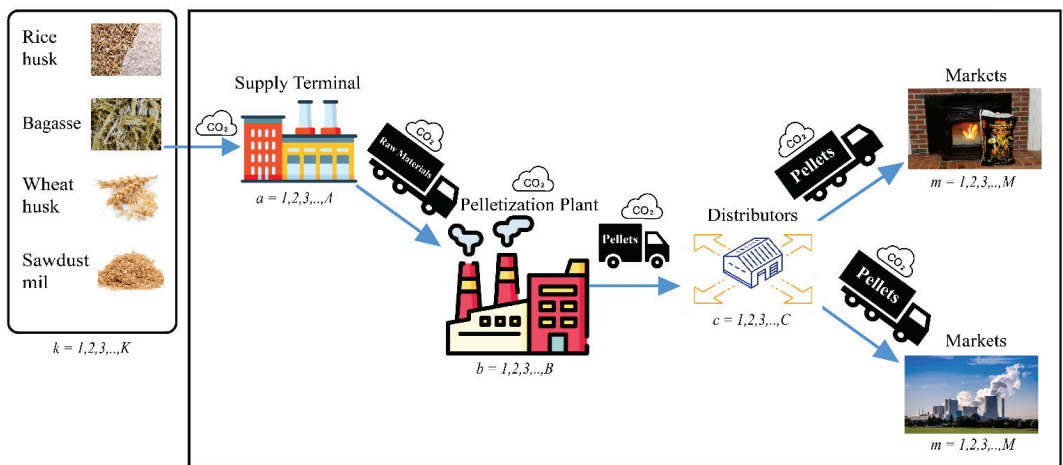 Rice
husk
Bagasse
Wheat
husk
Sawdust
mil
k = 1,2,3,..,K
CO₂
Supply Terminal
a = 1,2,3,..,A
CO₂
Raw Materials
CO₂
Pelletization Plant
b = 1,2,3,..,B
CO₂
Pellets
Distributors
c = 1,2,3,..,C
CO₂
Pellets
Markets
m = 1,2,3,..,M
CO₂
Pellets
Markets
m = 1,2,3,..,M